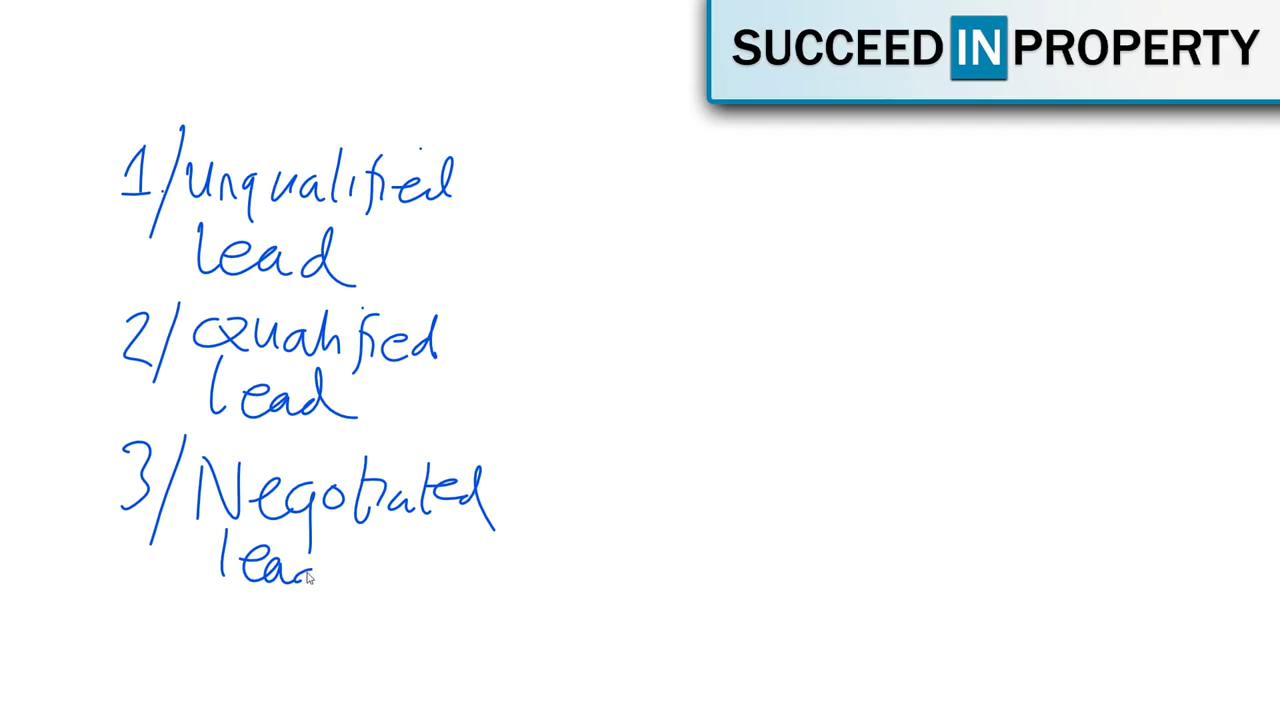 SUCCEED IN PROPERTY
1/ Unqualified
lead
2/ Qualified
lead
3/ Negotiated
lea